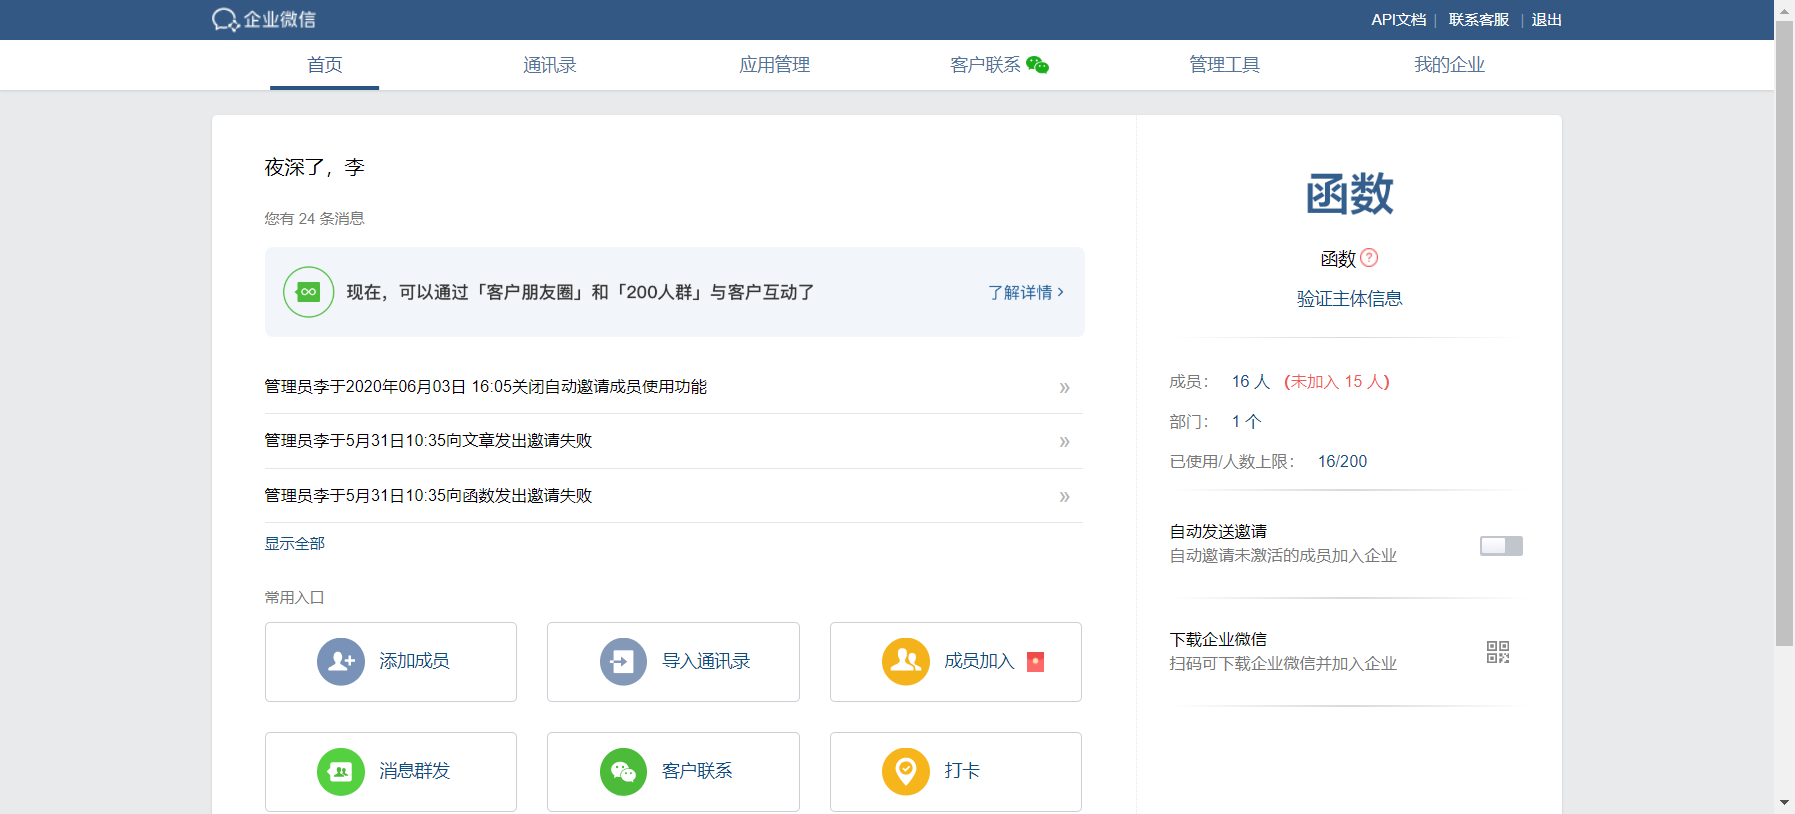 企业微信
API文档 | 联系客服 | 退出
首页 通讯录 应用管理 客户联系 管理工具 我的企业
夜深了，李
您有 24 条消息
现在，可以通过「客户朋友圈」和「200人群」与客户互动了 了解详情 ›
管理员李于2020年06月03日 16:05关闭自动邀请成员使用功能 »
管理员李于5月31日10:35向文章发出邀请失败 »
管理员李于5月31日10:35向函数发出邀请失败 »
显示全部
常用入口
添加成员 导入通讯录 成员加入
消息群发 客户联系 打卡
函数
函数 ?
验证主体信息
成员： 16 人 (未加入 15 人)
部门： 1 个
已使用/人数上限： 16/200
自动发送邀请
自动邀请未激活的成员加入企业
下载企业微信
扫码可下载企业微信并加入企业